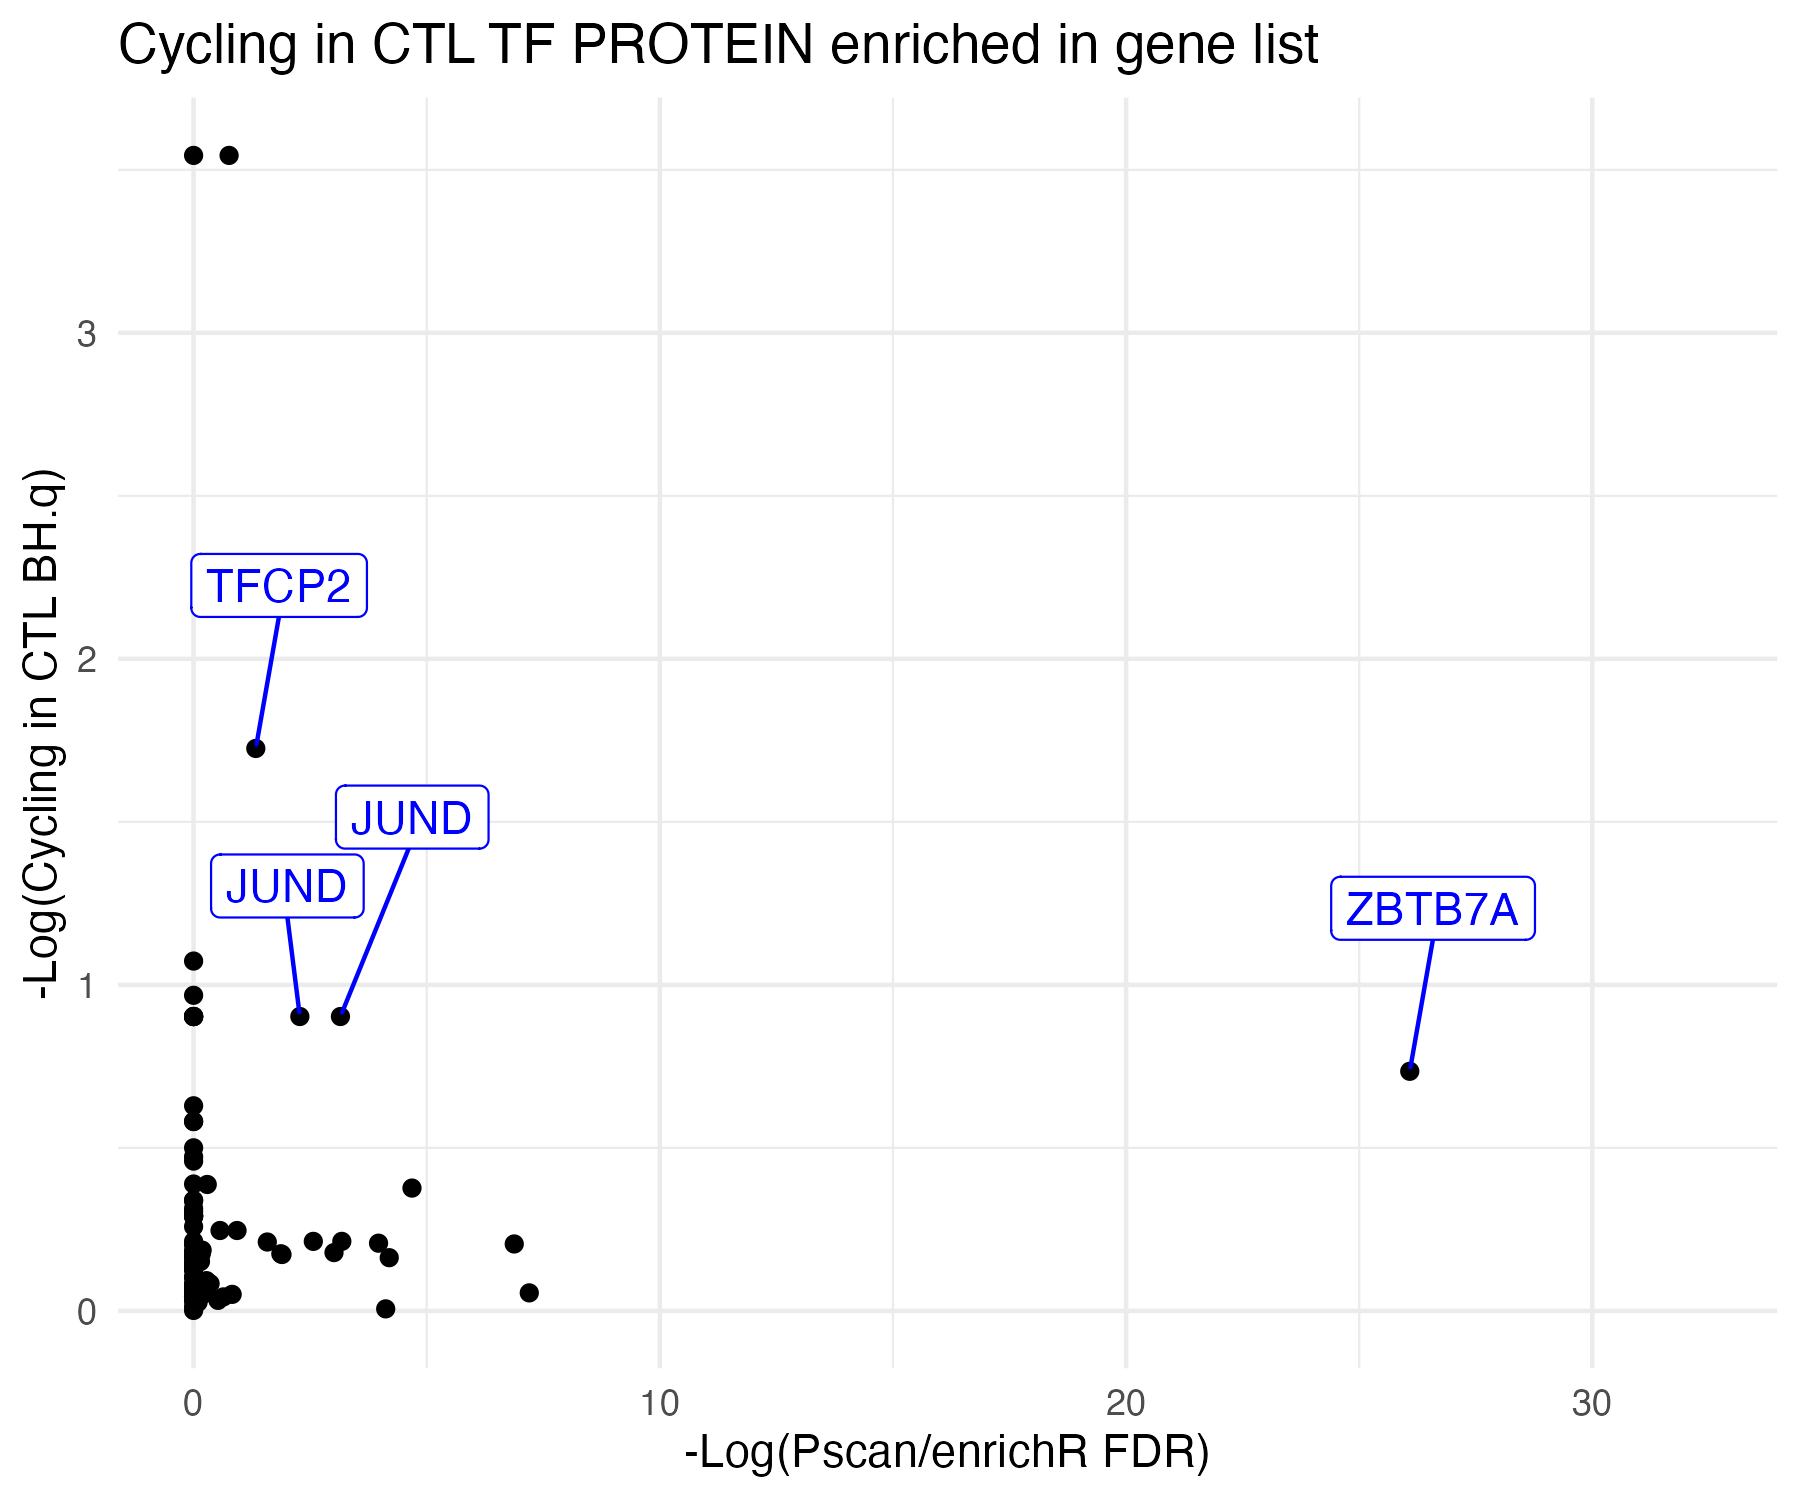 Cycling in CTL TF PROTEIN enriched in gene list
-Log(Cycling in CTL BH.q)
3
2
1
0
TFCP2
JUND
JUND
ZBTB7A
0
10
20
30
-Log(Pscan/enrichR FDR)